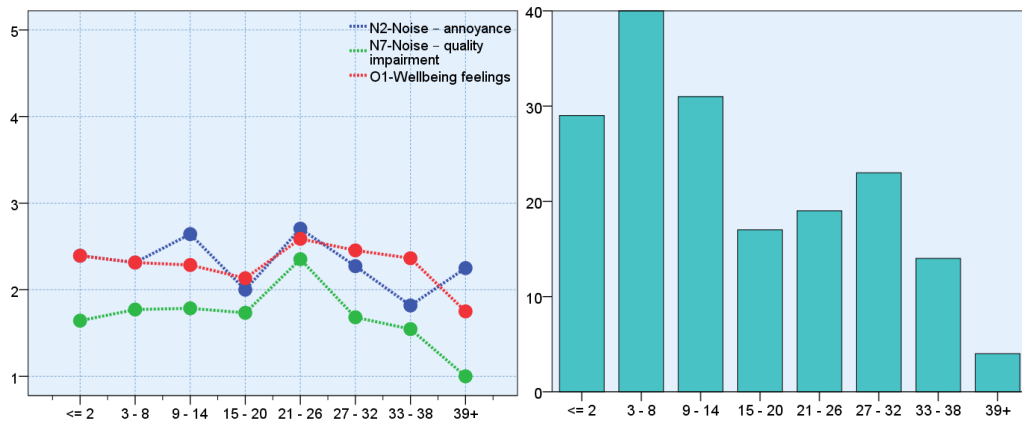 N2-Noise – annoyance
N7-Noise – quality
impairment
O1-Wellbeing feelings
5
4
3
2
1
<= 2 3 - 8 9 - 14 15 - 20 21 - 26 27 - 32 33 - 38 39+
40
30
20
10
0
<= 2 3 - 8 9 - 14 15 - 20 21 - 26 27 - 32 33 - 38 39+